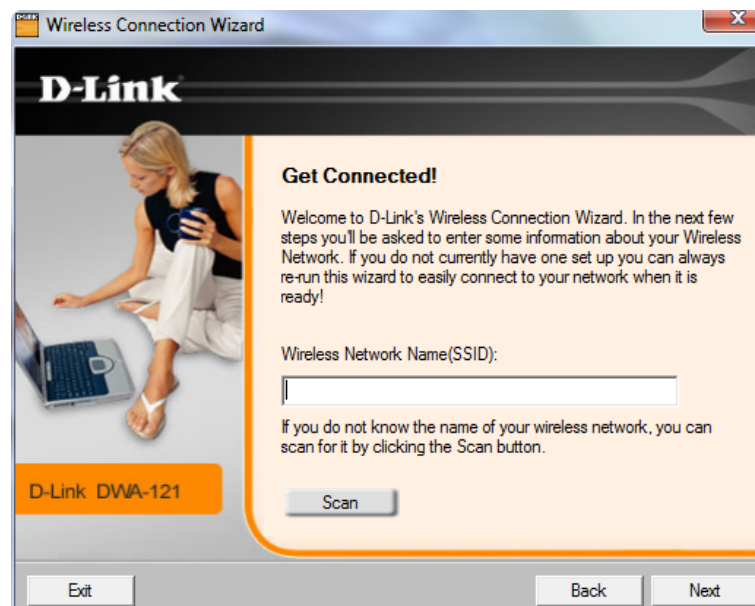 Wireless Connection Wizard
D-Link
Get Connected!
Welcome to D-Link's Wireless Connection Wizard. In the next few
steps you'll be asked to enter some information about your Wireless
Network. If you do not currently have one set up you can always
re-run this wizard to easily connect to your network when it is
ready!
Wireless Network Name(SSID):
If you do not know the name of your wireless network, you can
scan for it by clicking the Scan button.
D-Link DWA-121
Scan
Exit
Back
Next